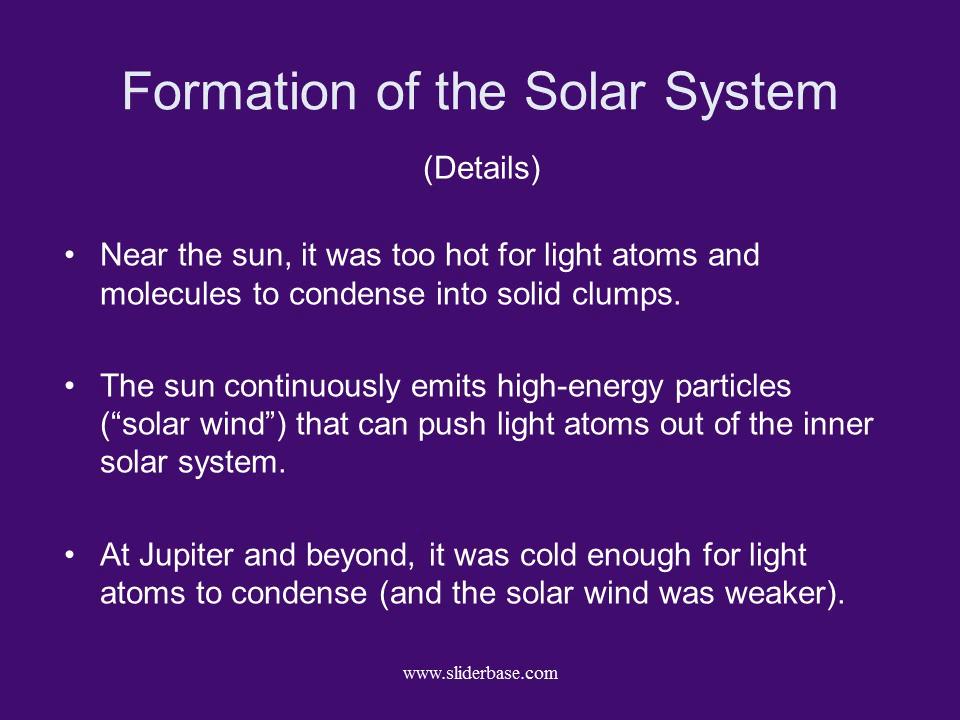 Formation of the Solar System
(Details)
• Near the sun, it was too hot for light atoms and
molecules to condense into solid clumps.
• The sun continuously emits high-energy particles
(“solar wind”) that can push light atoms out of the inner
solar system.
• At Jupiter and beyond, it was cold enough for light
atoms to condense (and the solar wind was weaker).
www.sliderbase.com